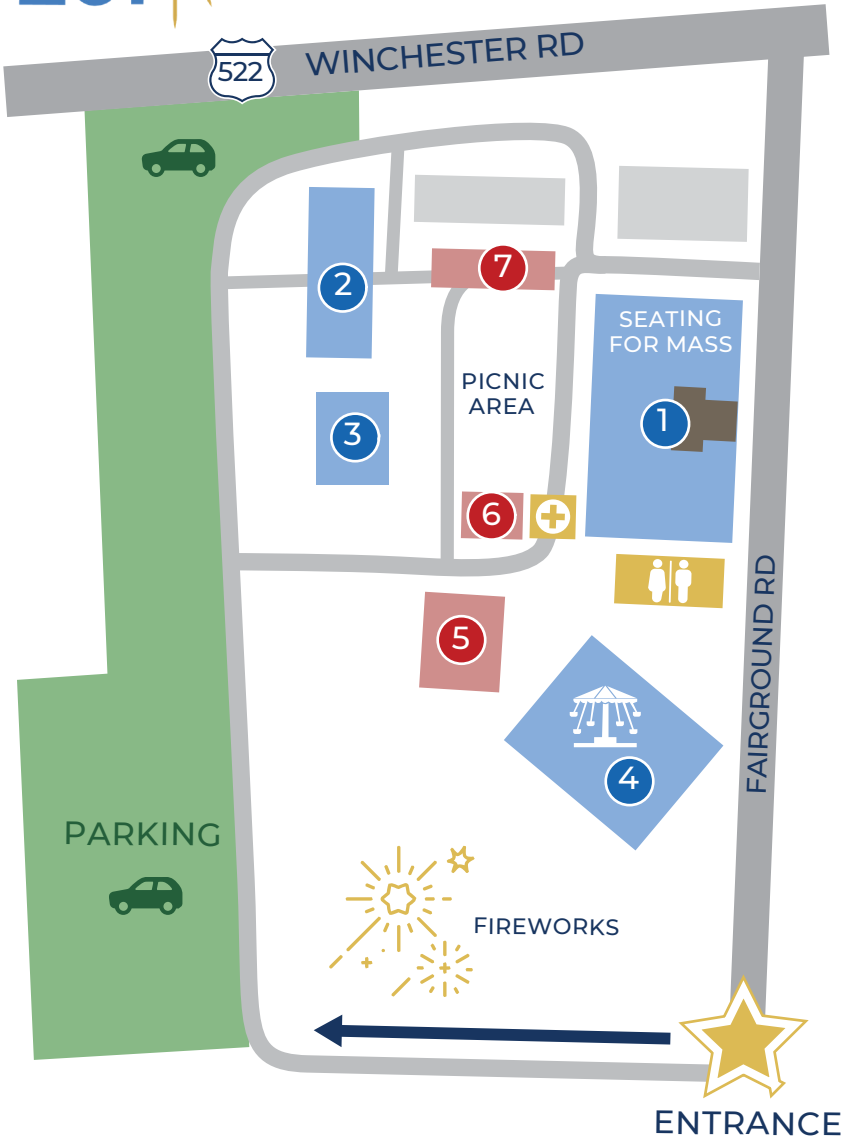 522
WINCHESTER RD
2
7
SEATING
FOR MASS
PICNIC
AREA
1
3
6
5
4
FAIRGROUND RD
PARKING
FIREWORKS
ENTRANCE